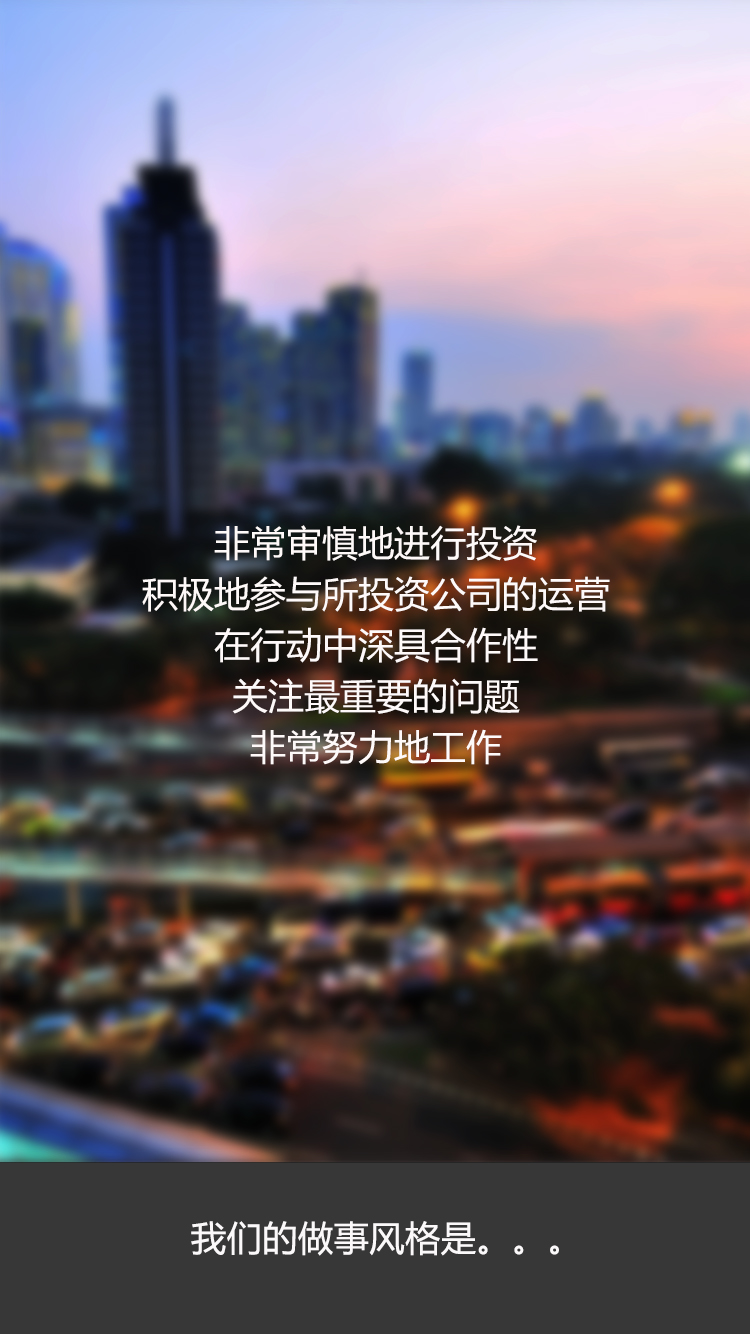 非常审慎地进行投资
积极地参与所投资公司的运营
在行动中深具合作性
关注最重要的问题
非常努力地工作
我们的做事风格是。。。